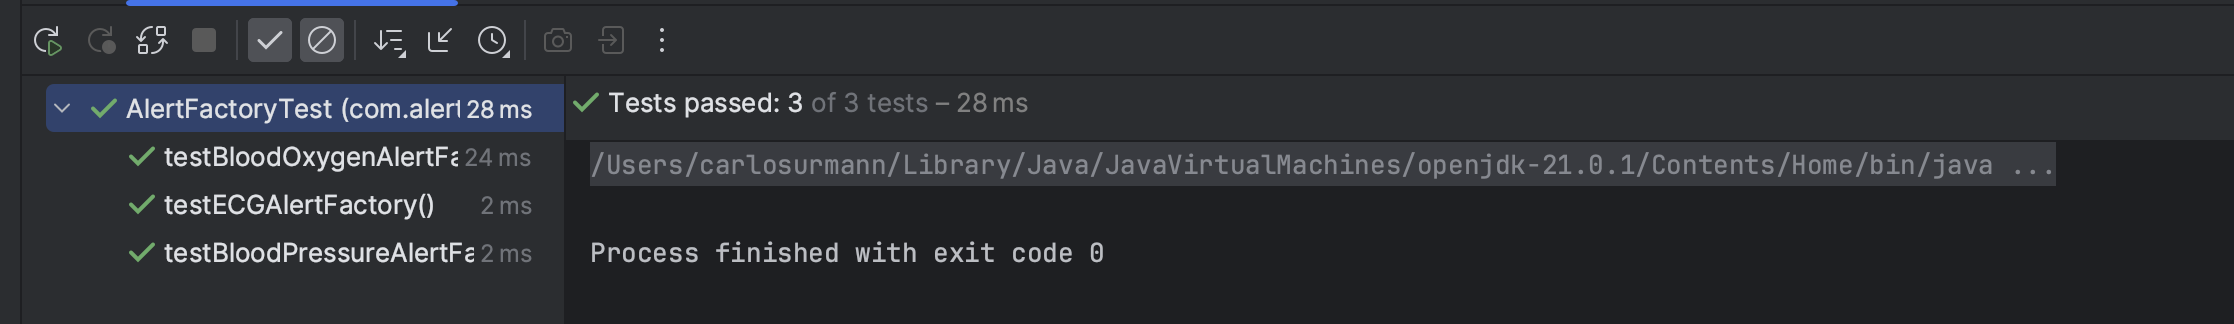 AlertFactoryTest (com.alert 28 ms
testBloodOxygenAlertFa 24 ms
testECGAlertFactory() 2 ms
testBloodPressureAlertFa 2 ms
Tests passed: 3 of 3 tests – 28 ms
/Users/carlosurmann/Library/Java/JavaVirtualMachines/openjdk-21.0.1/Contents/Home/bin/java ...
Process finished with exit code 0